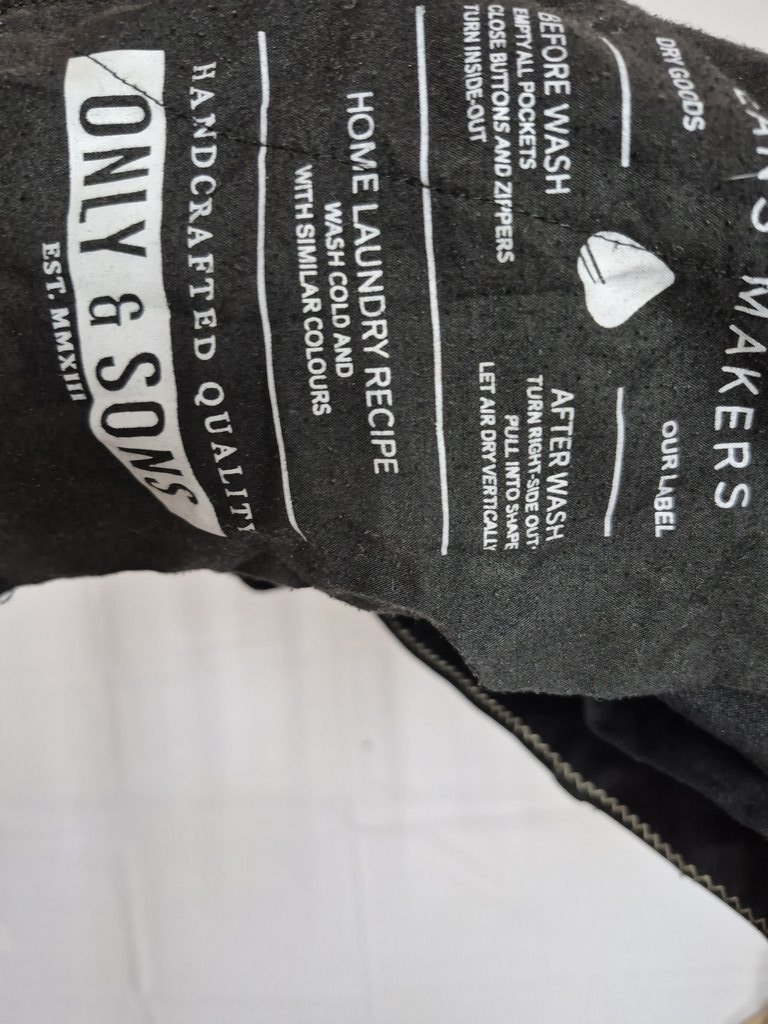 MAKERS
DRY GOODS
OUR LABEL
BEFORE WASH
EMPTY ALL POCKETS
CLOSE BUTTONS AND ZIPPERS
TURN INSIDE-OUT
AFTER WASH
TURN RIGHT-SIDE OUT
PULL INTO SHAPE
LET AIR DRY VERTICALLY
HOME LAUNDRY RECIPE
WASH COLD AND
WITH SIMILAR COLOURS
HANDCRAFTED QUALITY
ONLY & SONS
EST. MMXIII